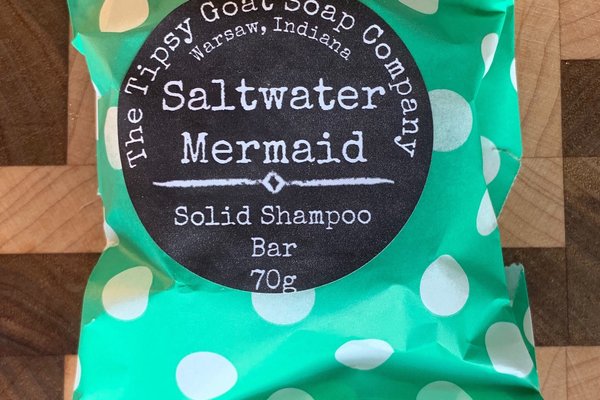 The Tipsy Goat Soap Company
Warsaw, Indiana
Saltwater
Mermaid
Solid Shampoo
Bar
70g